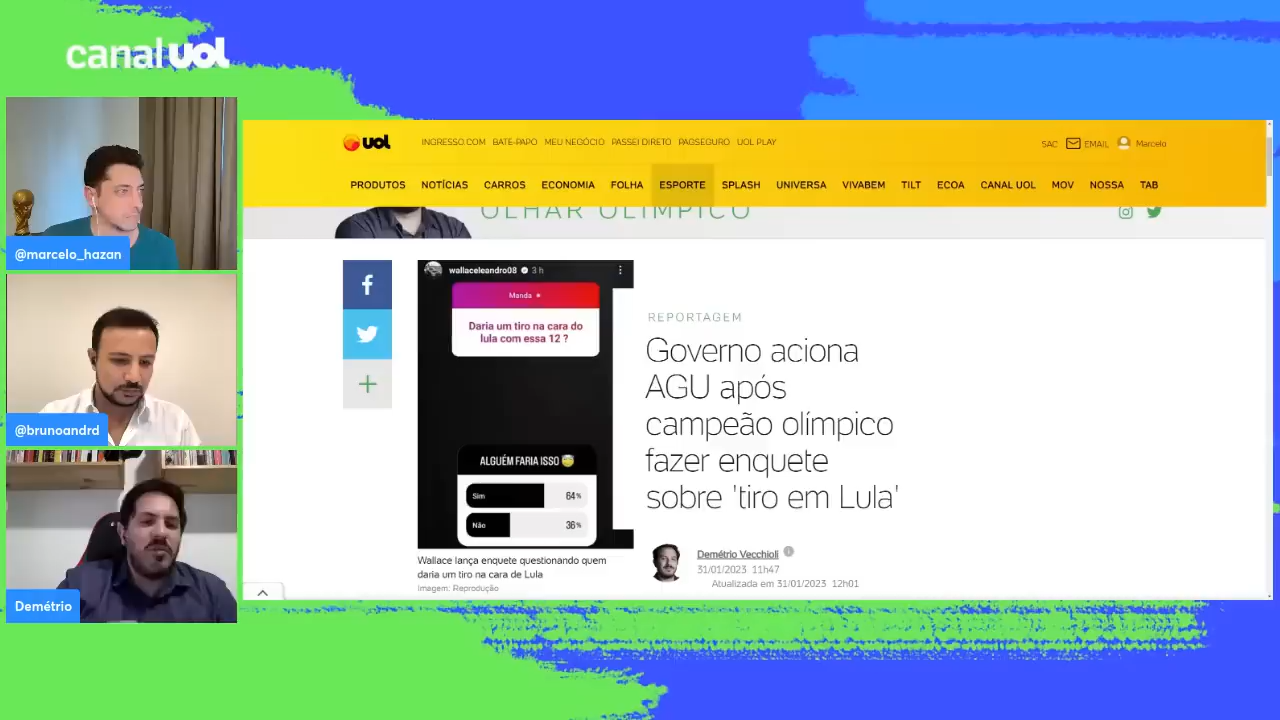 canal uol
@marcelo_hazan
@brunoandrd
Demétrio
uol
INGRESSO.COM BATE-PAPO MEU NEGÓCIO PASSEI DIRETO PAGSEGURO UOL PLAY
SAC EMAIL Marcelo
PRODUTOS NOTÍCIAS CARROS ECONOMIA FOLHA ESPORTE SPLASH UNIVERSA VIVABEM TILT ECOA CANAL UOL MOV NOSSA TAB
OLHAR OLÍMPICO
wallaceleandro08 3 h
Manda
Daria um tiro na cara do
lula com essa 12 ?
ALGUÉM FARIA ISSO 😇
Sim 64%
Não 36%
Wallace lança enquete questionando quem
daria um tiro na cara de Lula
Imagem: Reprodução
REPORTAGEM
Governo aciona
AGU após
campeão olímpico
fazer enquete
sobre 'tiro em Lula'
Demétrio Vecchioli
31/01/2023 11h47
Atualizada em 31/01/2023 12h01